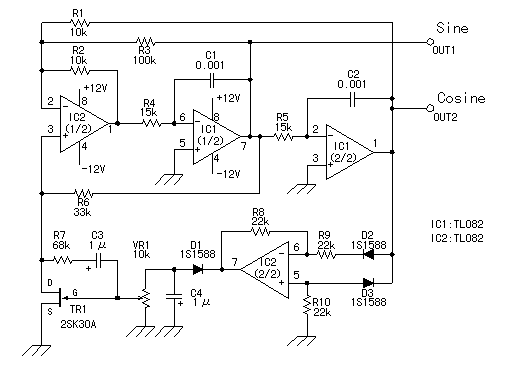 R1
10k
R2
10k
R3
100k
C1
0.001
C2
0.001
Sine
OUT1
Cosine
OUT2
+12V
2
8
IC2
(1/2)
1
3
4
-12V
R4
15k
+12V
6
8
IC1
(1/2)
7
5
4
-12V
R5
15k
2
IC1
(2/2)
1
3
R6
33k
IC1:TL082
IC2:TL082
R7
68k
C3
1μ
VR1
10k
D1
1S1588
R8
22k
R9
22k
D2
1S1588
7
IC2
(2/2)
6
5
D3
1S1588
R10
22k
C4
1μ
D
G
S
TR1
2SK30A